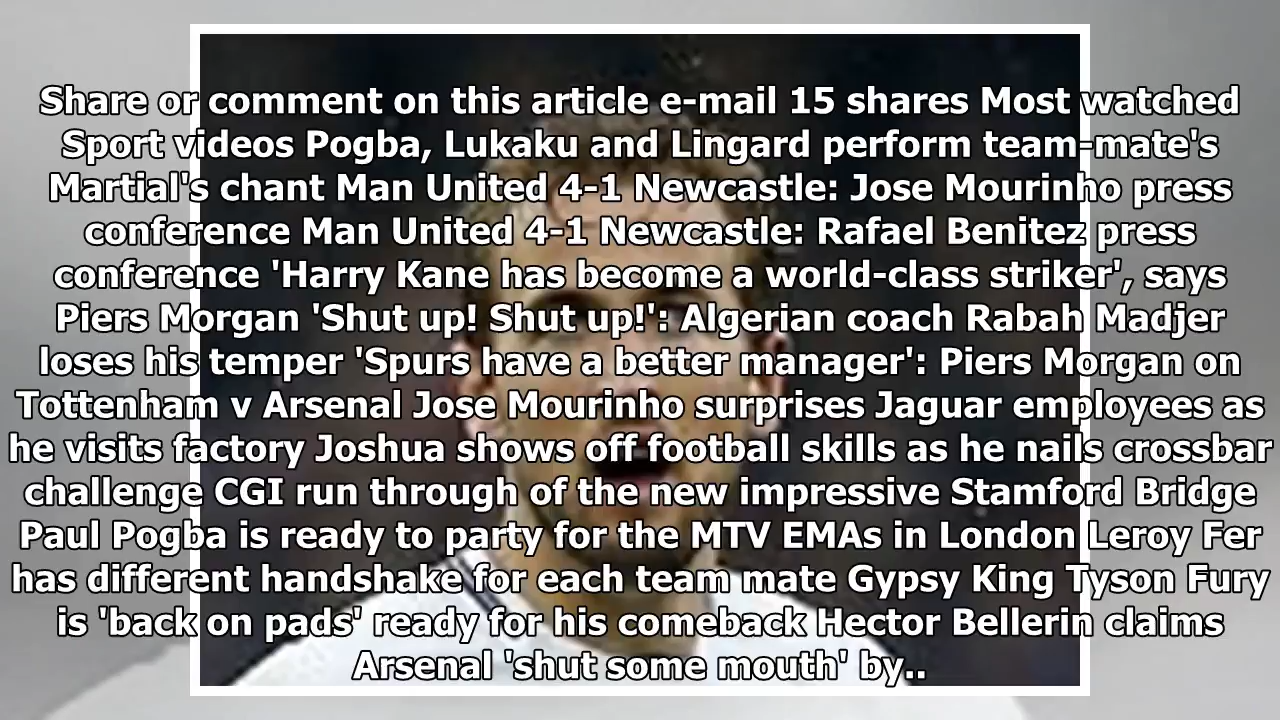 Share or comment on this article e-mail 15 shares Most watched
Sport videos Pogba, Lukaku and Lingard perform team-mate's
Martial's chant Man United 4-1 Newcastle: Jose Mourinho press
conference Man United 4-1 Newcastle: Rafael Benitez press
conference 'Harry Kane has become a world-class striker', says
Piers Morgan 'Shut up! Shut up!': Algerian coach Rabah Madjer
loses his temper 'Spurs have a better manager': Piers Morgan on
Tottenham v Arsenal Jose Mourinho surprises Jaguar employees as
he visits factory Joshua shows off football skills as he nails crossbar
challenge CGI run through of the new impressive Stamford Bridge
Paul Pogba is ready to party for the MTV EMAs in London Leroy Fer
has different handshake for each team mate Gypsy King Tyson Fury
is 'back on pads' ready for his comeback Hector Bellerin claims
Arsenal 'shut some mouth' by..